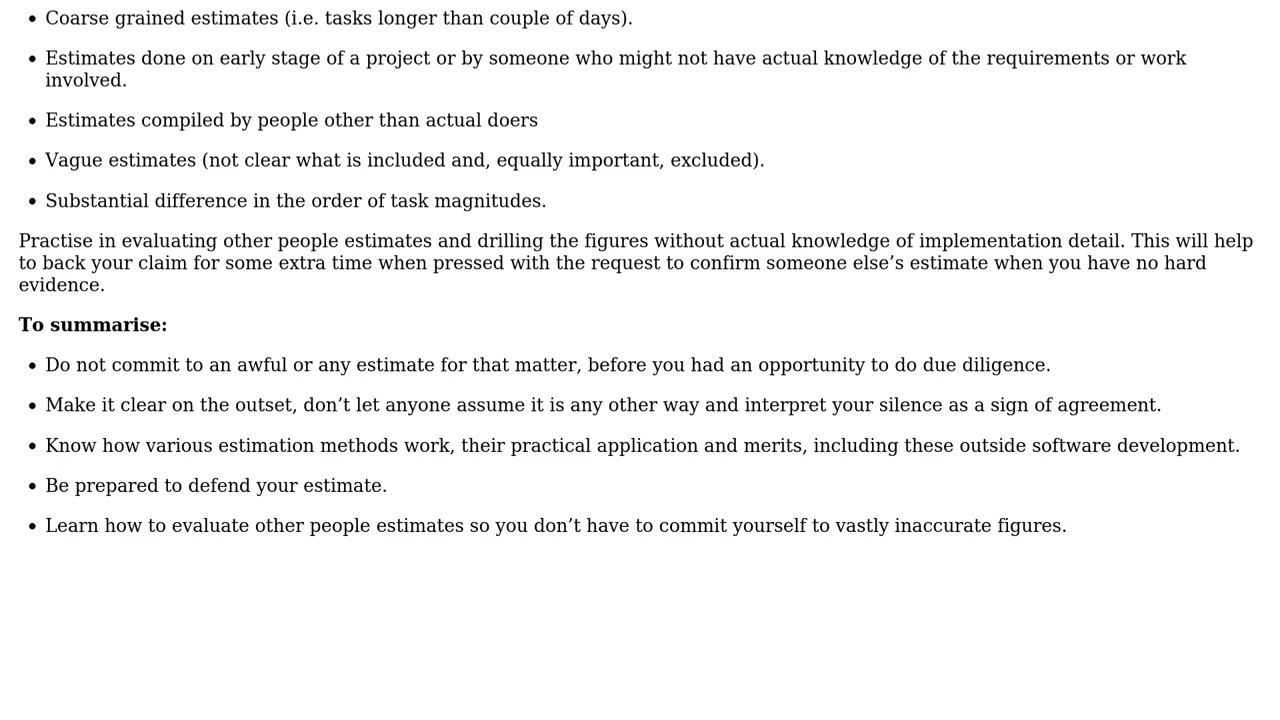 • Coarse grained estimates (i.e. tasks longer than couple of days).
• Estimates done on early stage of a project or by someone who might not have actual knowledge of the requirements or work
involved.
• Estimates compiled by people other than actual doers
• Vague estimates (not clear what is included and, equally important, excluded).
• Substantial difference in the order of task magnitudes.
Practise in evaluating other people estimates and drilling the figures without actual knowledge of implementation detail. This will help
to back your claim for some extra time when pressed with the request to confirm someone else’s estimate when you have no hard
evidence.
To summarise:
• Do not commit to an awful or any estimate for that matter, before you had an opportunity to do due diligence.
• Make it clear on the outset, don’t let anyone assume it is any other way and interpret your silence as a sign of agreement.
• Know how various estimation methods work, their practical application and merits, including these outside software development.
• Be prepared to defend your estimate.
• Learn how to evaluate other people estimates so you don’t have to commit yourself to vastly inaccurate figures.